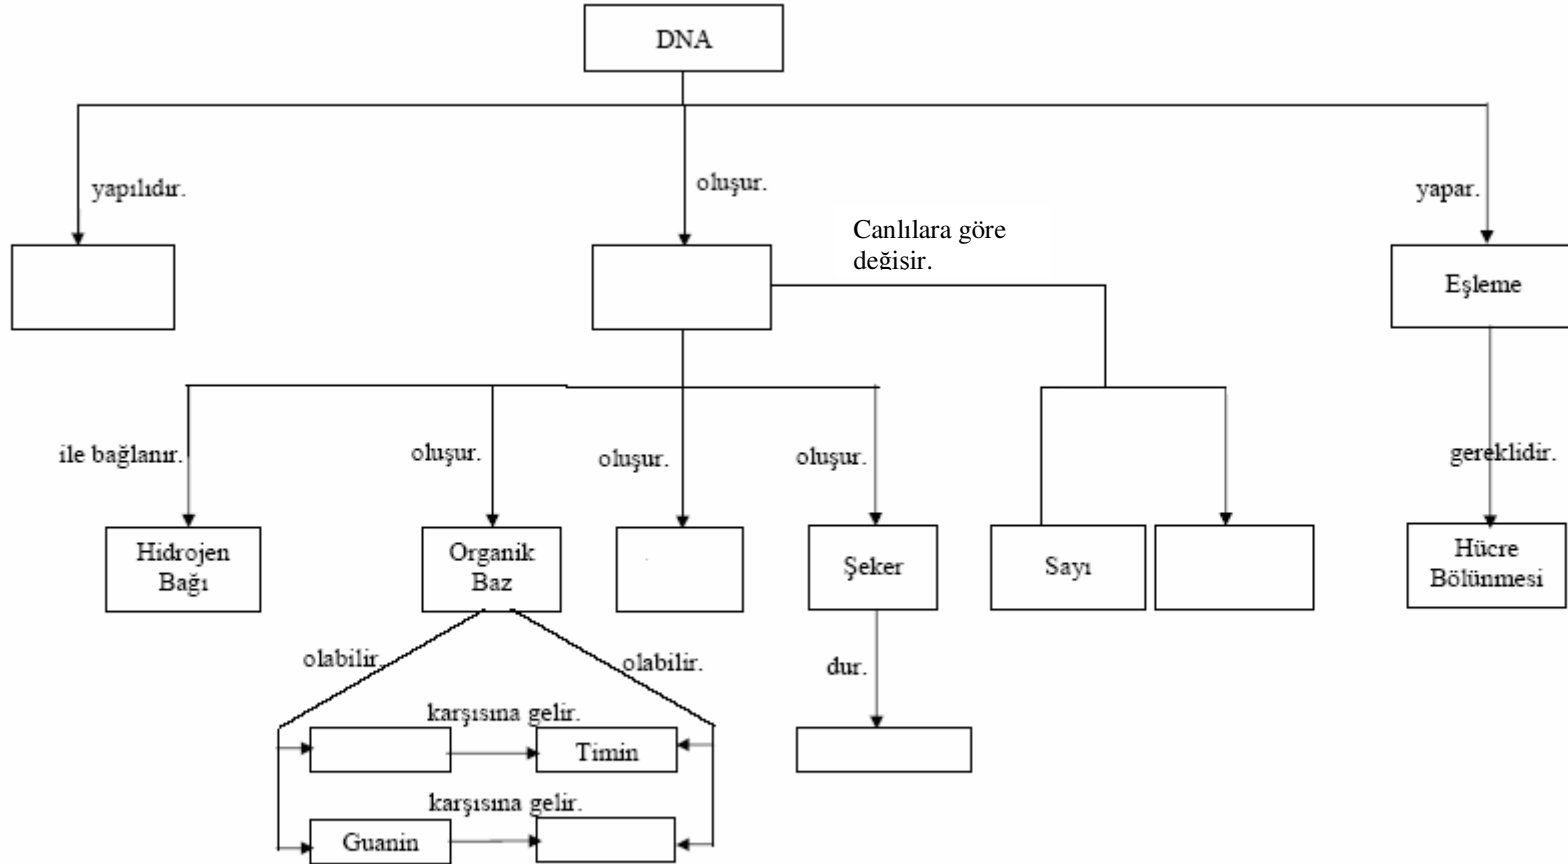 DNA
yapılıdır.
oluşur.
yapar.
Canlılara göre
değişir.
Eşleme
ile bağlanır.
oluşur.
oluşur.
oluşur.
gereklidir.
Hidrojen
Bağı
Organik
Baz
Şeker
Sayı
Hücre
Bölünmesi
olabilir.
olabilir.
dur.
karşısına gelir.
Timin
karşısına gelir.
Guanin